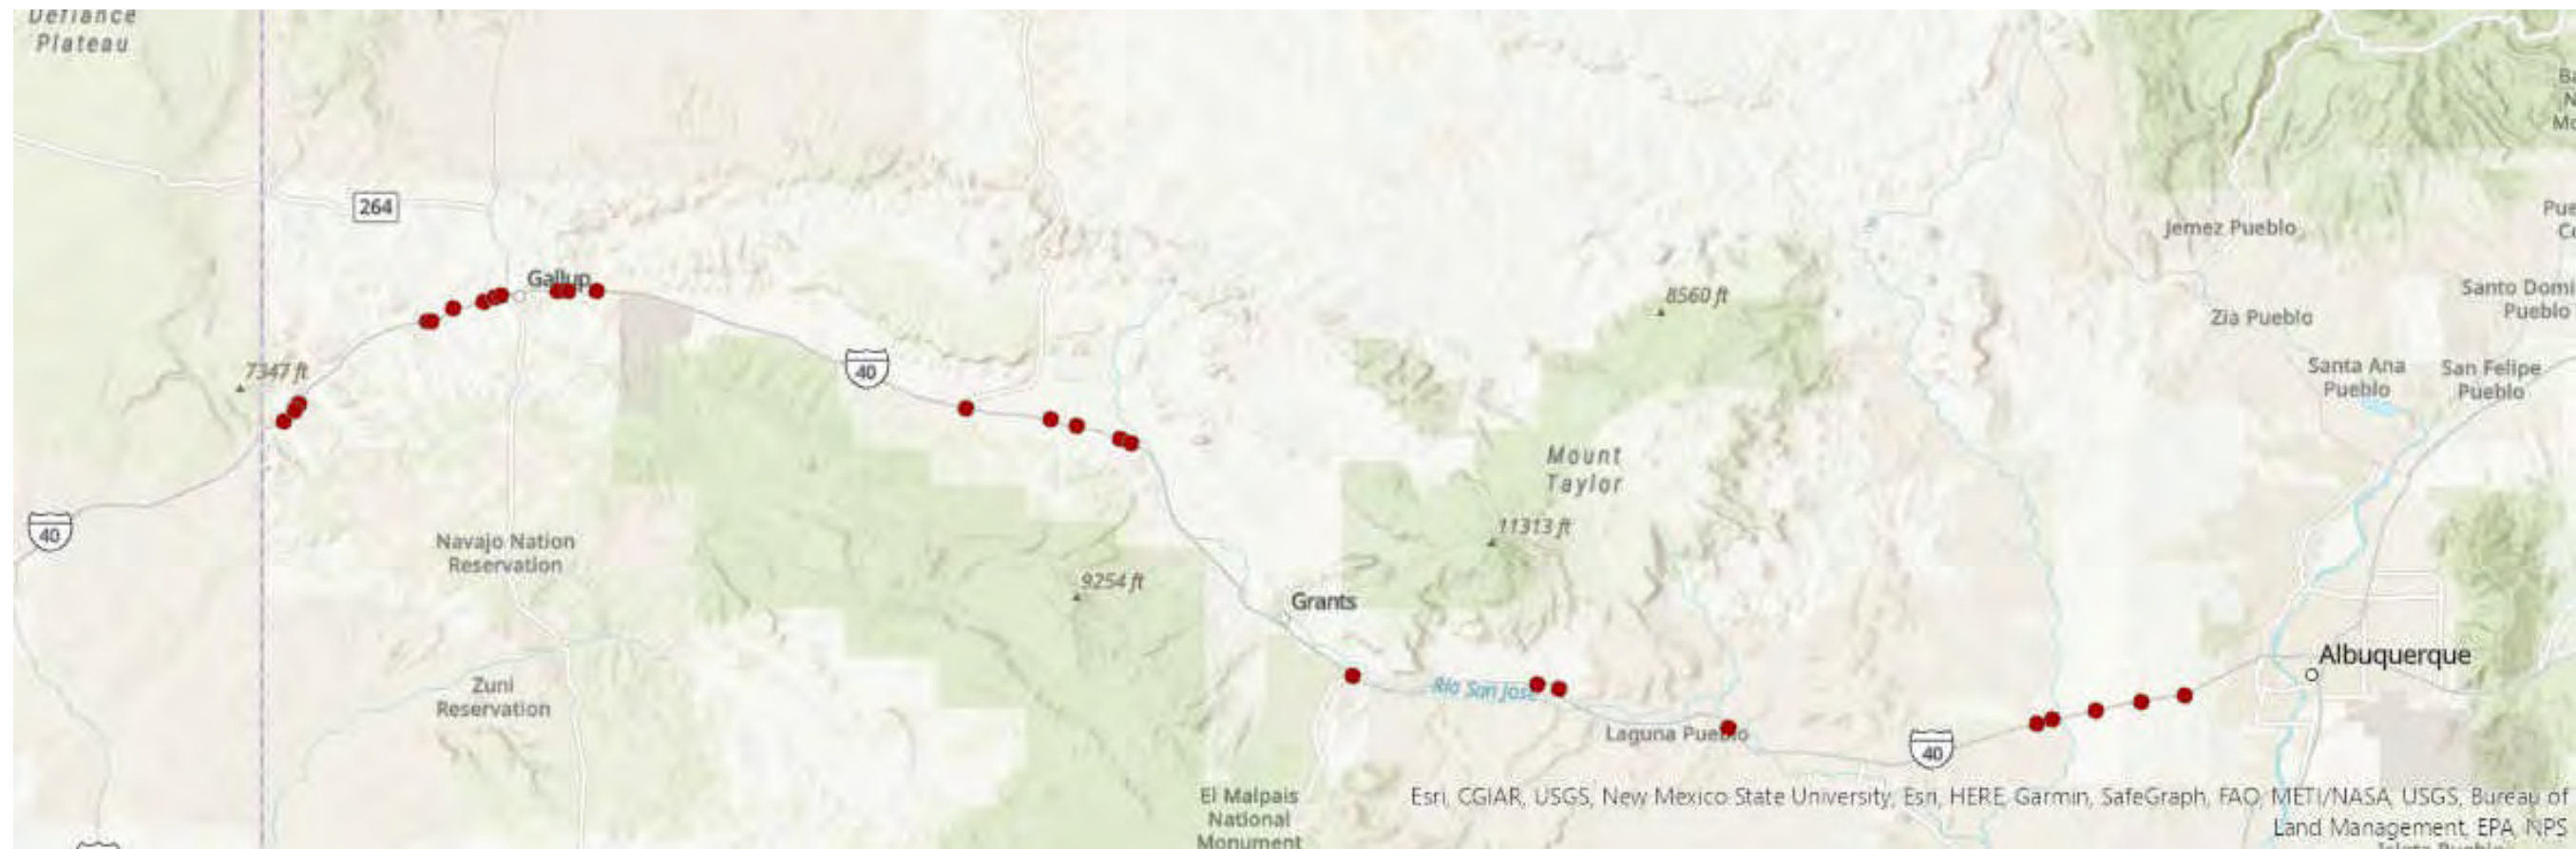 Defiance
Plateau
264
Gallup
7347 ft
40
40
Navajo Nation
Reservation
Zuni
Reservation
9254 ft
Grants
Mount
Taylor
8560 ft
11313 ft
Rio San Jose
Laguna Pueblo
40
El Malpais
National
Monument
Jemez Pueblo
Zia Pueblo
Santa Ana
Pueblo
San Felipe
Pueblo
Santo Domi
Pueblo
Pue
Albuquerque
Esri, CGIAR, USGS, New Mexico State University, Esri, HERE, Garmin, SafeGraph, FAO, METI/NASA, USGS, Bureau of
Land Management, EPA, NPS